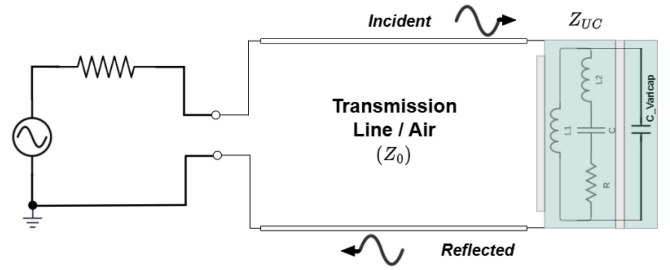 Incident
Z_UC
Transmission
Line / Air
(Z_0)
L1
L2
C
R
C_Varicap
Reflected